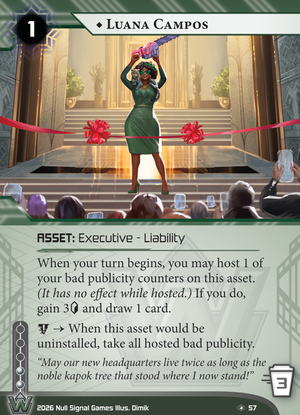 1
♦ Luana Campos
ASSET: Executive - Liability
When your turn begins, you may host 1 of
your bad publicity counters on this asset.
(It has no effect while hosted.) If you do,
gain 3 and draw 1 card.
→ When this asset would be
uninstalled, take all hosted bad publicity.
“May our new headquarters live twice as long as the
noble kapok tree that stood where I now stand!”
3
2026 Null Signal Games Illus. Dimik
57